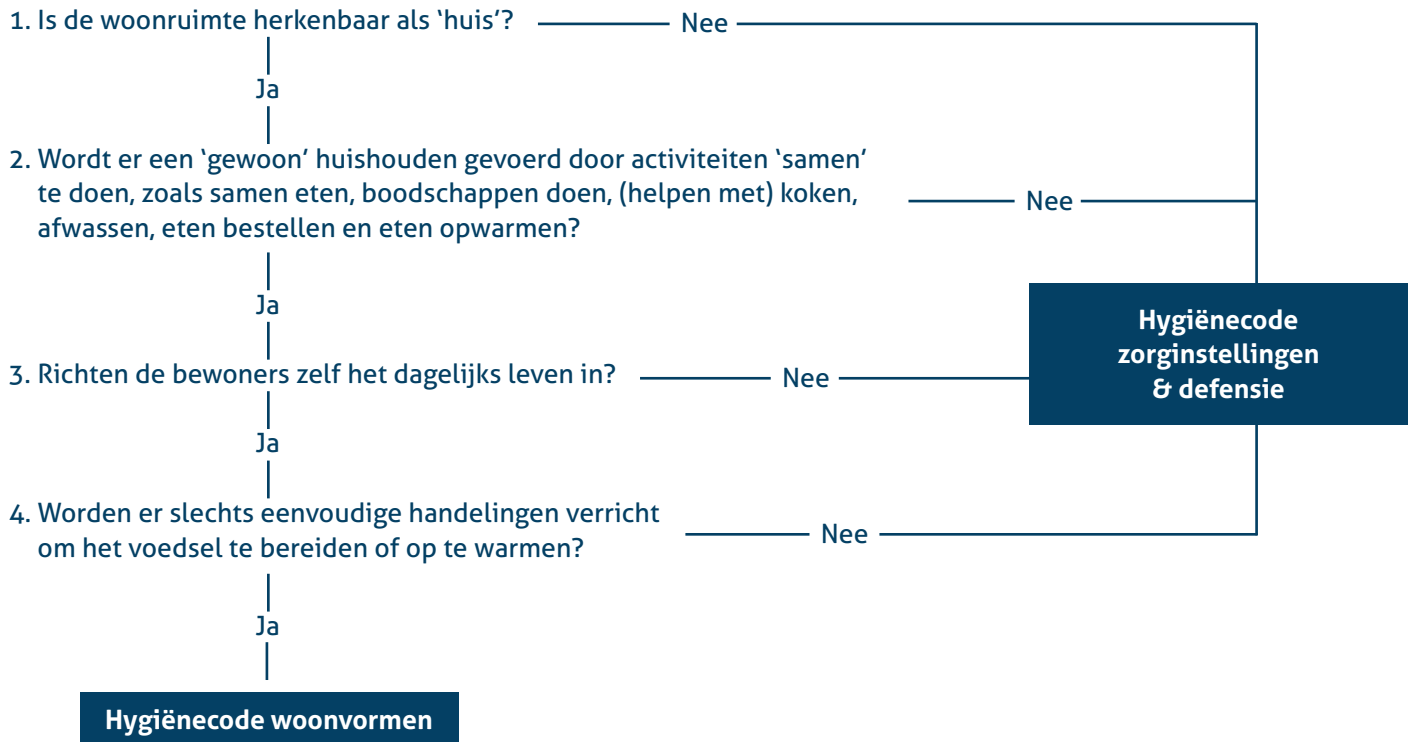 1. Is de woonruimte herkenbaar als ‘huis’?
Nee
Ja
2. Wordt er een ‘gewoon’ huishouden gevoerd door activiteiten ‘samen’
te doen, zoals samen eten, boodschappen doen, (helpen met) koken,
afwassen, eten bestellen en eten opwarmen?
Nee
Ja
Hygiënecode
zorginstellingen
& defensie
3. Richten de bewoners zelf het dagelijks leven in?
Nee
Ja
4. Worden er slechts eenvoudige handelingen verricht
om het voedsel te bereiden of op te warmen?
Nee
Ja
Hygiënecode woonvormen